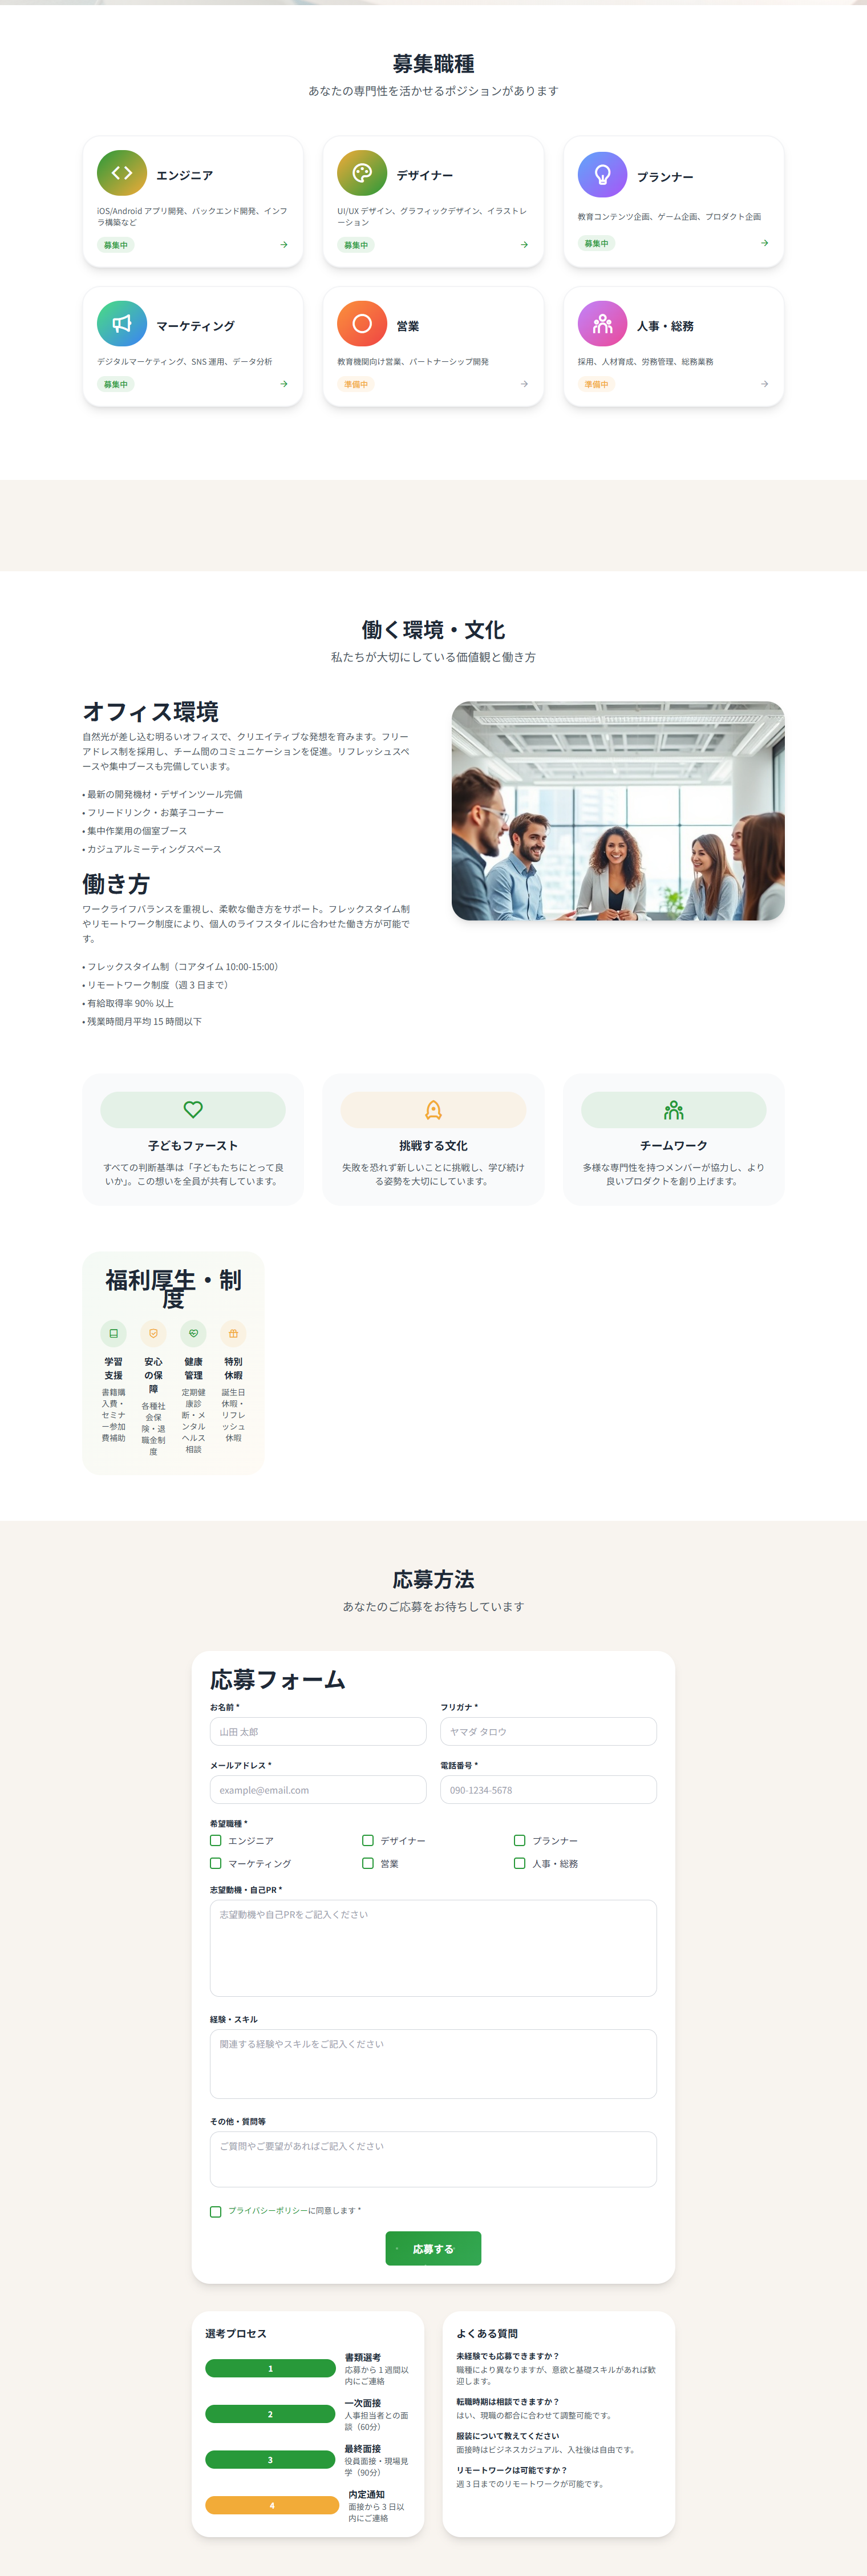 募集職種
あなたの専門性を活かせるポジションがあります
エンジニア
iOS/Android アプリ開発、バックエンド開発、インフ
ラ構築など
募集中
デザイナー
UI/UX デザイン、グラフィックデザイン、イラストレ
ーション
募集中
プランナー
教育コンテンツ企画、ゲーム企画、プロダクト企画
募集中
マーケティング
デジタルマーケティング、SNS 運用、データ分析
募集中
営業
教育機関向け営業、パートナーシップ開発
準備中
人事・総務
採用、人材育成、労務管理、総務業務
準備中
働く環境・文化
私たちが大切にしている価値観と働き方
オフィス環境
自然光が差し込む明るいオフィスで、クリエイティブな発想を育みます。フリー
アドレス制を採用し、チーム間のコミュニケーションを促進。リフレッシュスペ
ースや集中ブースも完備しています。
• 最新の開発機材・デザインツール完備
• フリードリンク・お菓子コーナー
• 集中作業用の個室ブース
• カジュアルミーティングスペース
働き方
ワークライフバランスを重視し、柔軟な働き方をサポート。フレックスタイム制
やリモートワーク制度により、個人のライフスタイルに合わせた働き方が可能で
す。
• フレックスタイム制（コアタイム 10:00-15:00）
• リモートワーク制度（週 3 日まで）
• 有給取得率 90% 以上
• 残業時間月平均 15 時間以下
子どもファースト
すべての判断基準は「子どもたちにとって良
いか」。この想いを全員が共有しています。
挑戦する文化
失敗を恐れず新しいことに挑戦し、学び続け
る姿勢を大切にしています。
チームワーク
多様な専門性を持つメンバーが協力し、より
良いプロダクトを創り上げます。
福利厚生・制
度
学習
支援
書籍購
入費・
セミナ
ー参加
費補助
安心
の保
障
各種社
会保
険・退
職金制
度
健康
管理
定期健
康診
断・メ
ンタル
ヘルス
相談
特別
休暇
誕生日
休暇・
リフレ
ッシュ
休暇
応募方法
あなたのご応募をお待ちしています
応募フォーム
お名前 *
山田 太郎
フリガナ *
ヤマダ タロウ
メールアドレス *
example@email.com
電話番号 *
090-1234-5678
希望職種 *
エンジニア
デザイナー
プランナー
マーケティング
営業
人事・総務
志望動機・自己PR *
志望動機や自己PRをご記入ください
経験・スキル
関連する経験やスキルをご記入ください
その他・質問等
ご質問やご要望があればご記入ください
プライバシーポリシーに同意します *
応募する
選考プロセス
1
書類選考
応募から 1 週間以
内にご連絡
2
一次面接
人事担当者との面
談（60分）
3
最終面接
役員面接・現場見
学（90分）
4
内定通知
面接から 3 日以
内にご連絡
よくある質問
未経験でも応募できますか？
職種により異なりますが、意欲と基礎スキルがあれば歓
迎します。
転職時期は相談できますか？
はい、現職の都合に合わせて調整可能です。
服装について教えてください
面接時はビジネスカジュアル、入社後は自由です。
リモートワークは可能ですか？
週 3 日までのリモートワークが可能です。